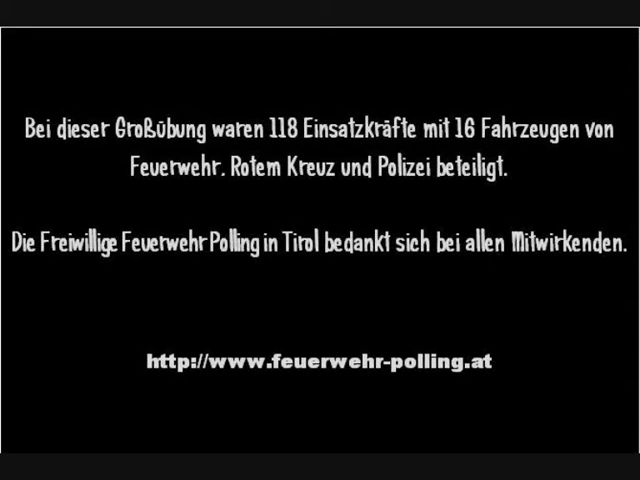 Bei dieser Großübung waren 118 Einsatzkräfte mit 16 Fahrzeugen von
Feuerwehr, Rotem Kreuz und Polizei beteiligt.
Die Freiwillige Feuerwehr Polling in Tirol bedankt sich bei allen Mitwirkenden.
http://www.feuerwehr-polling.at